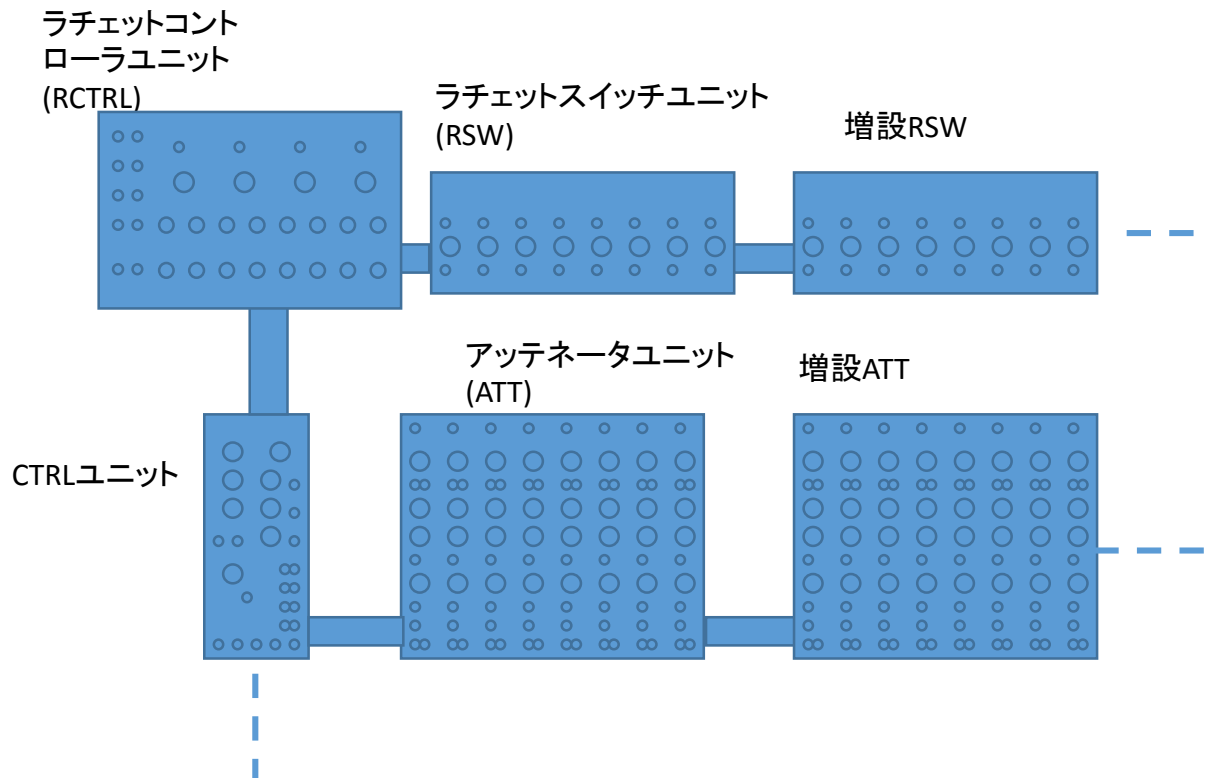 ラチェットコント
ローラユニット
(RCTRL)
ラチェットスイッチユニット
(RSW)
増設RSW
アッテネータユニット
(ATT)
増設ATT
CTRLユニット